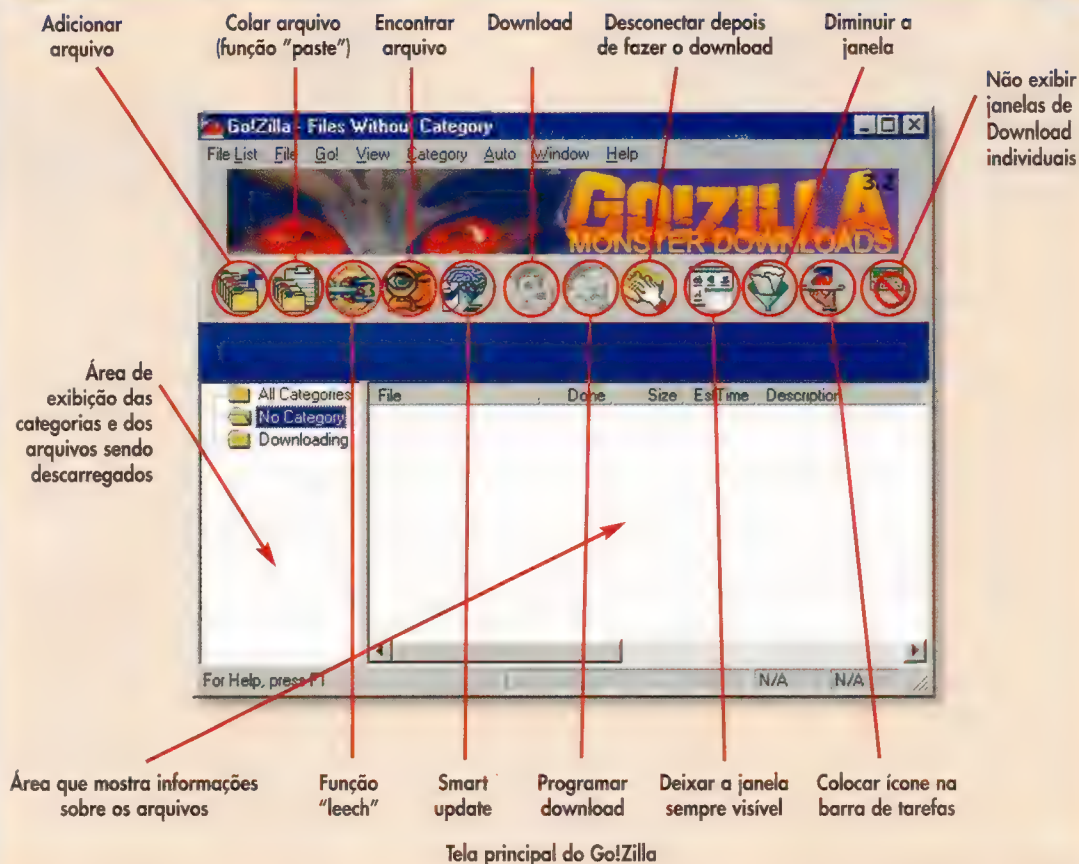 Adicionar
arquivo
Colar arquivo
(função "paste")
Encontrar
arquivo
Download
Desconectar depois
de fazer o download
Diminuir a
janela
Não exibir
janelas de
Download
individuais
Go!Zilla - Files Without Category
File List File Go! View Category Auto Window Help
3.2
GO!ZILLA
MONSTER DOWNLOADS
Área de
exibição das
categorias e dos
arquivos sendo
descarregados
All Categories
No Category
Downloading
File Done Size EsTime Description
For Help, press F1
N/A N/A
Área que mostra informações
sobre os arquivos
Função
"leech"
Smart
update
Programar
download
Deixar a janela
sempre visível
Colocar ícone na
barra de tarefas
Tela principal do Go!Zilla